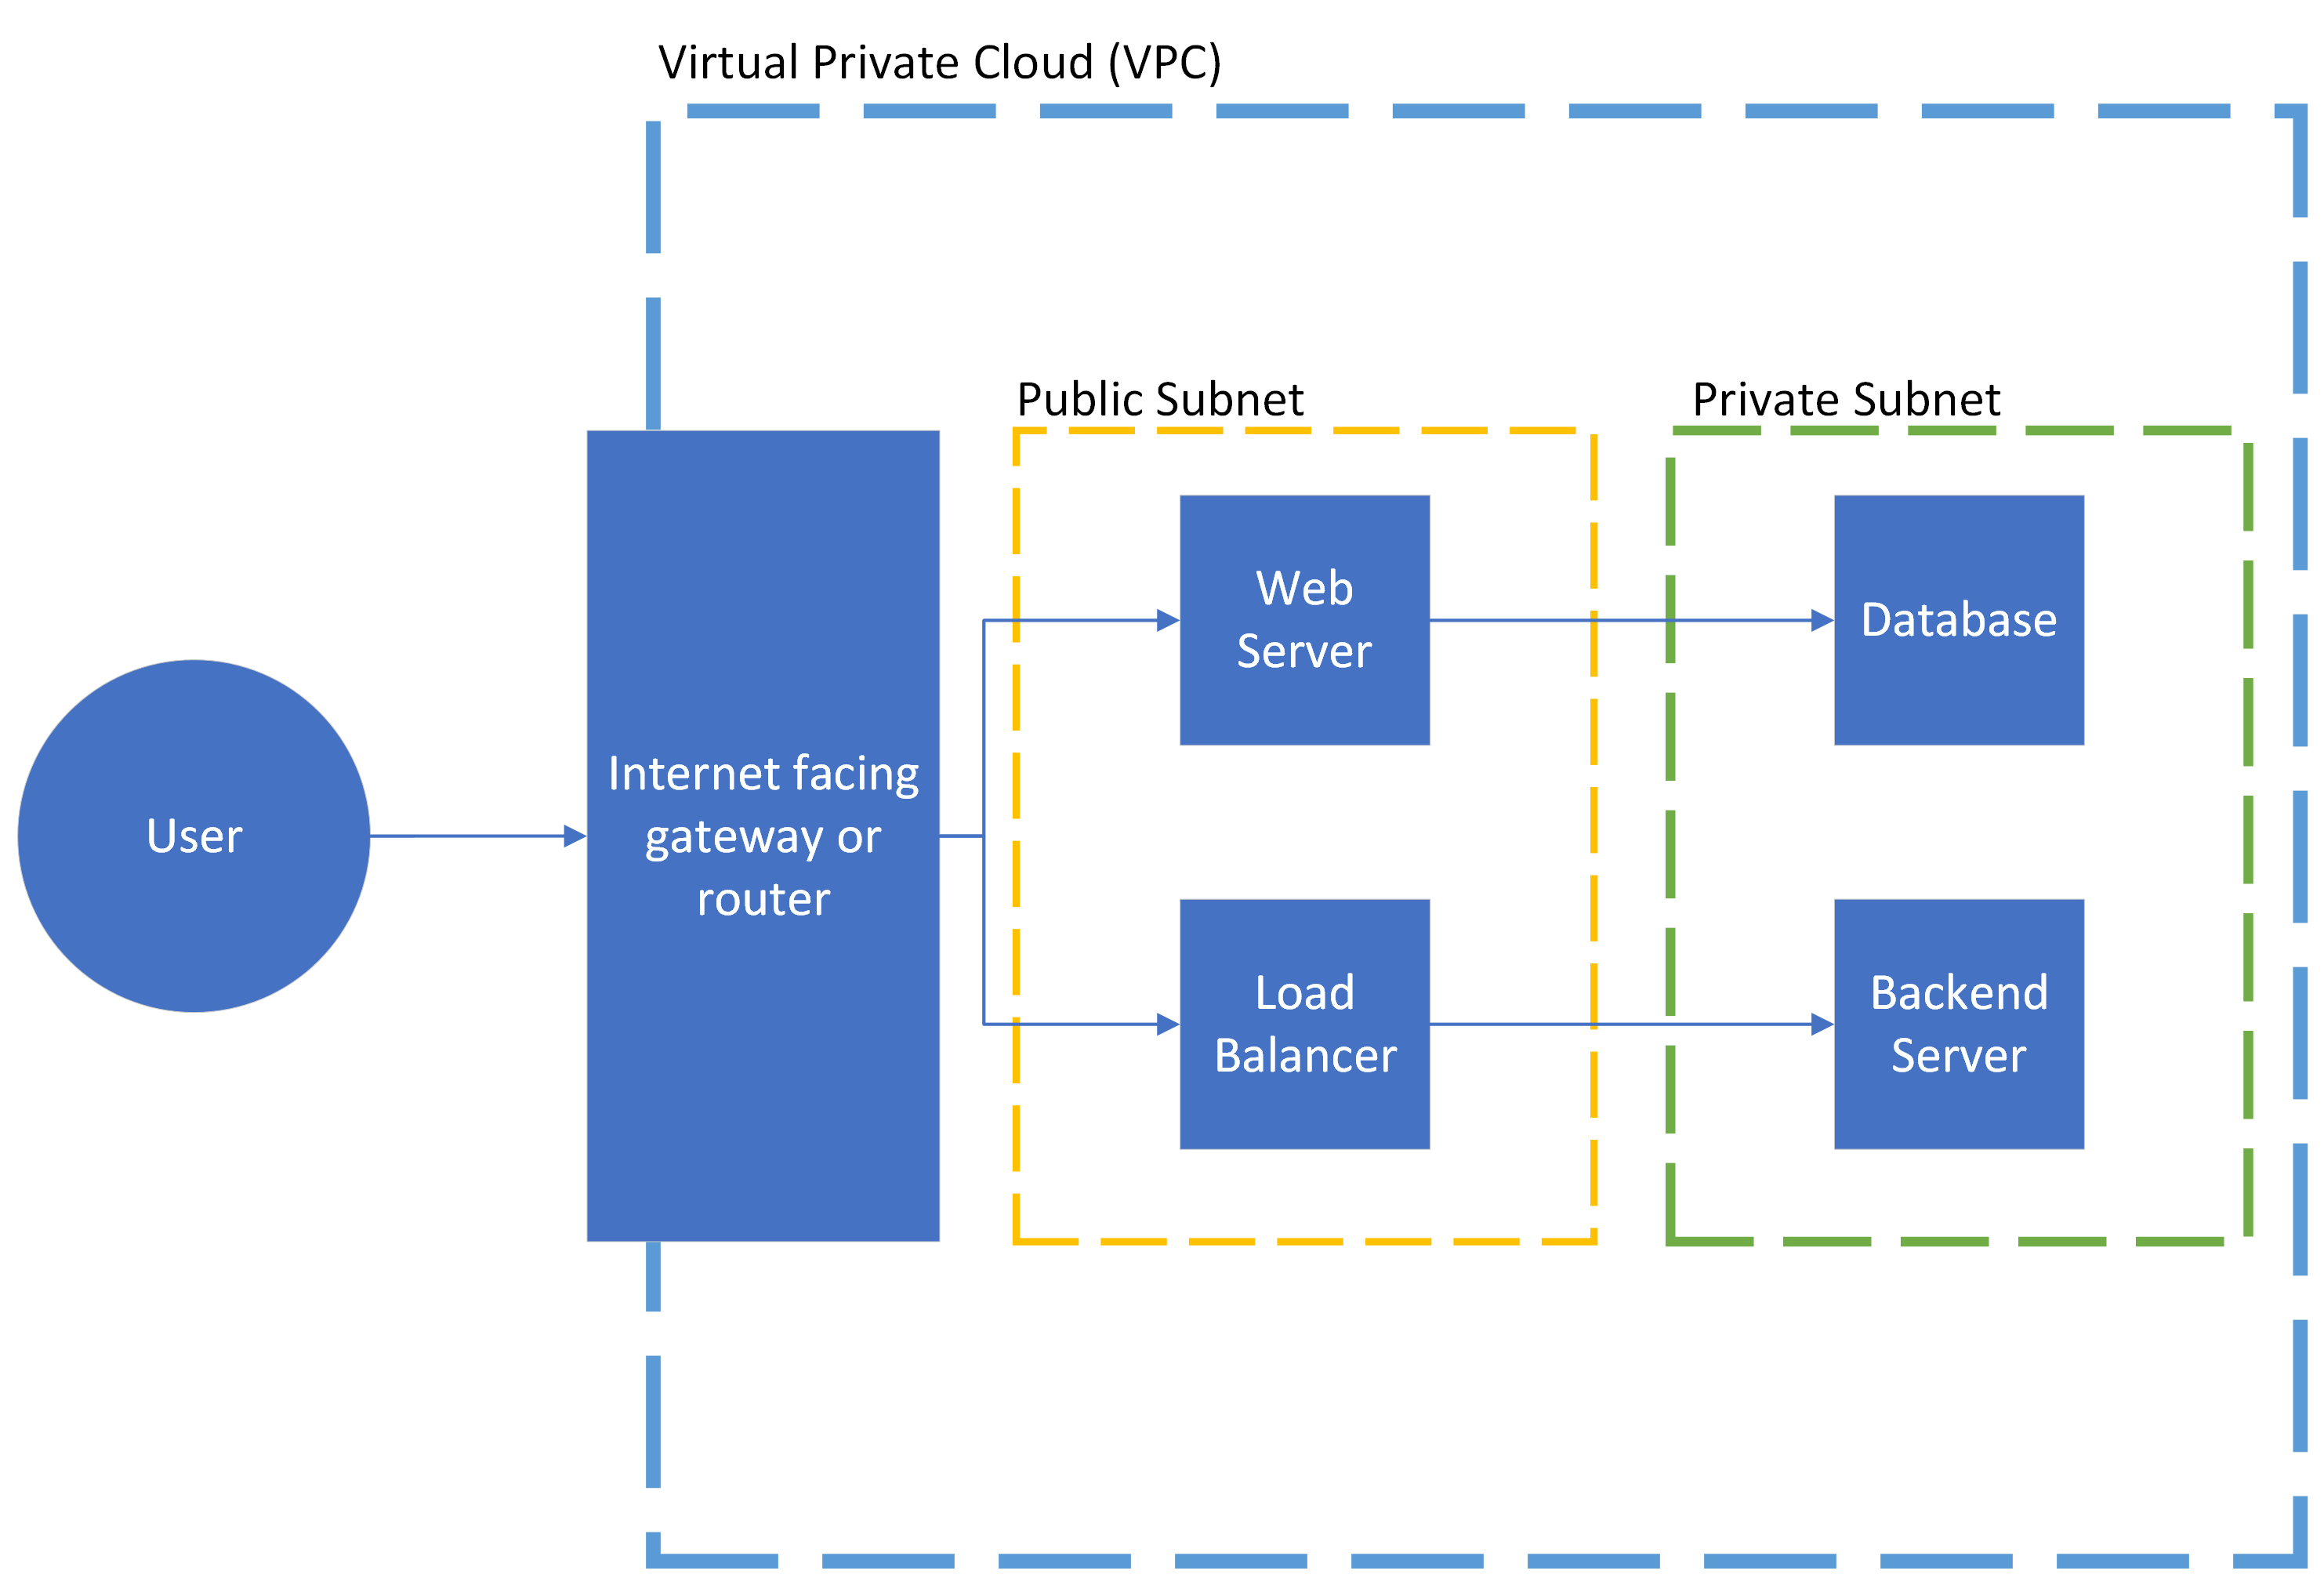 Virtual Private Cloud (VPC)
Public Subnet
Private Subnet
User
Internet facing
gateway or
router
Web
Server
Database
Load
Balancer
Backend
Server